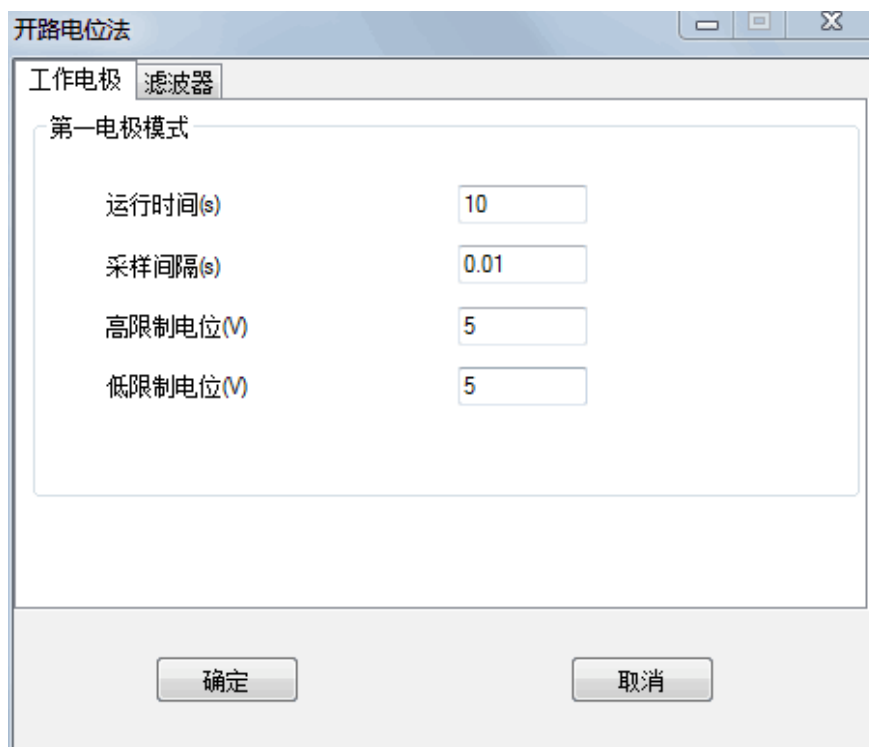 开路电位法
工作电极 滤波器
第一电极模式
运行时间(s) 10
采样间隔(s) 0.01
高限制电位(V) 5
低限制电位(V) 5
确定 取消